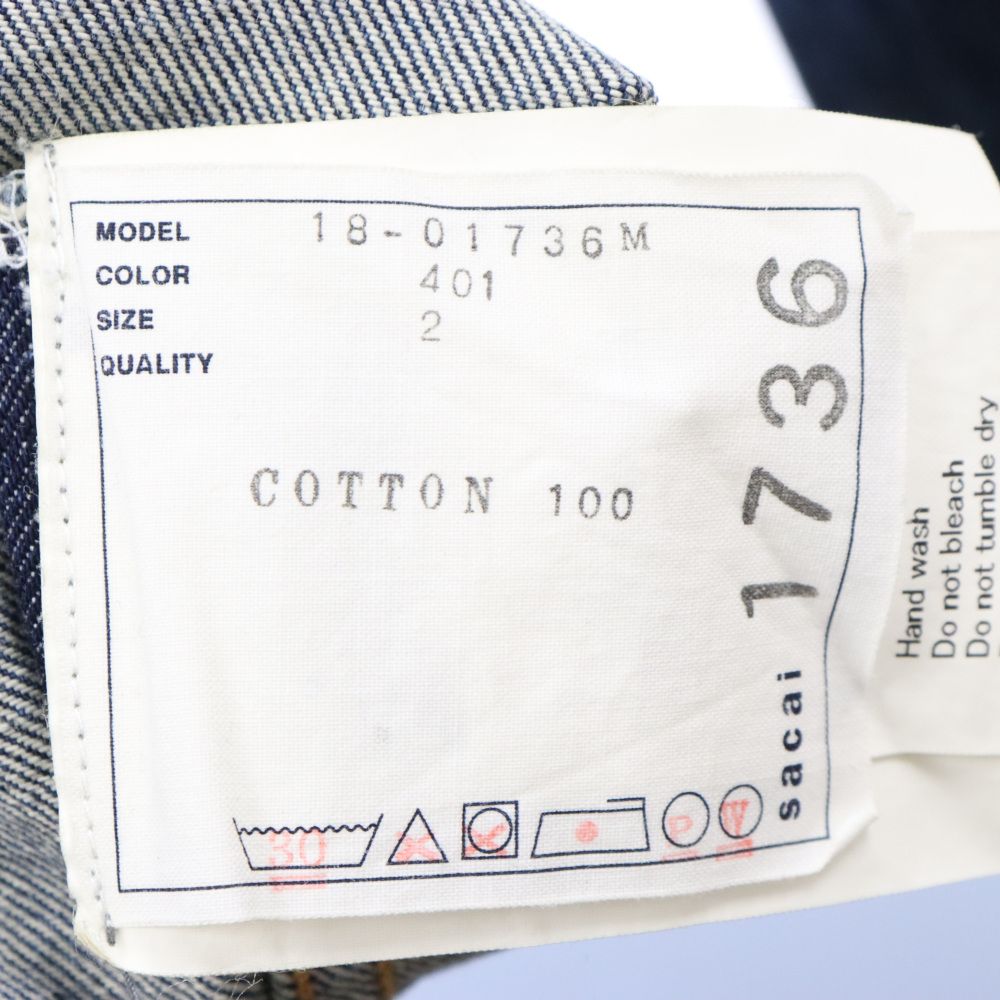 MODEL 18-01736M
COLOR 401
SIZE 2
QUALITY
COTTON 100
sacai 1736
30
P
W
Hand wash
Do not bleach
Do not tumble dry